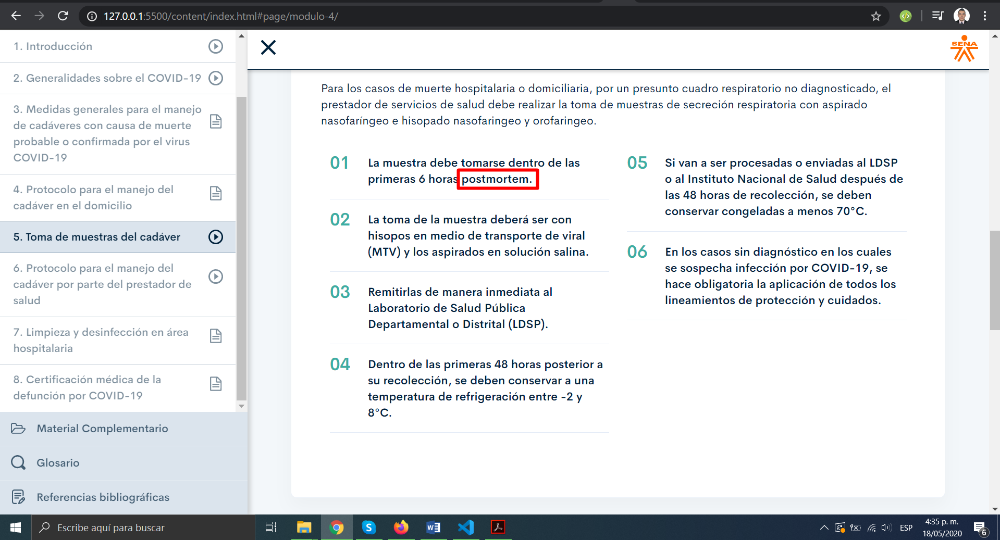 127.0.0.1:5500/content/index.html#page/modulo-4/
1. Introducción
2. Generalidades sobre el COVID-19
3. Medidas generales para el manejo
de cadáveres con causa de muerte
probable o confirmada por el virus
COVID-19
4. Protocolo para el manejo del
cadáver en el domicilio
5. Toma de muestras del cadáver
6. Protocolo para el manejo del
cadáver por parte del prestador de
salud
7. Limpieza y desinfección en área
hospitalaria
8. Certificación médica de la
defunción por COVID-19
Material Complementario
Glosario
Referencias bibliográficas
SENA
Para los casos de muerte hospitalaria o domiciliaria, por un presunto cuadro respiratorio no diagnosticado, el
prestador de servicios de salud debe realizar la toma de muestras de secreción respiratoria con aspirado
nasofaríngeo e hisopado nasofaringeo y orofaringeo.
01
La muestra debe tomarse dentro de las
primeras 6 horas postmortem.
02
La toma de la muestra deberá ser con
hisopos en medio de transporte de viral
(MTV) y los aspirados en solución salina.
03
Remitirlas de manera inmediata al
Laboratorio de Salud Pública
Departamental o Distrital (LDSP).
04
Dentro de las primeras 48 horas posterior a
su recolección, se deben conservar a una
temperatura de refrigeración entre -2 y
8°C.
05
Si van a ser procesadas o enviadas al LDSP
o al Instituto Nacional de Salud después de
las 48 horas de recolección, se deben
conservar congeladas a menos 70°C.
06
En los casos sin diagnóstico en los cuales
se sospecha infección por COVID-19, se
hace obligatoria la aplicación de todos los
lineamientos de protección y cuidados.
Escribe aquí para buscar
ESP
4:35 p. m.
18/05/2020
6